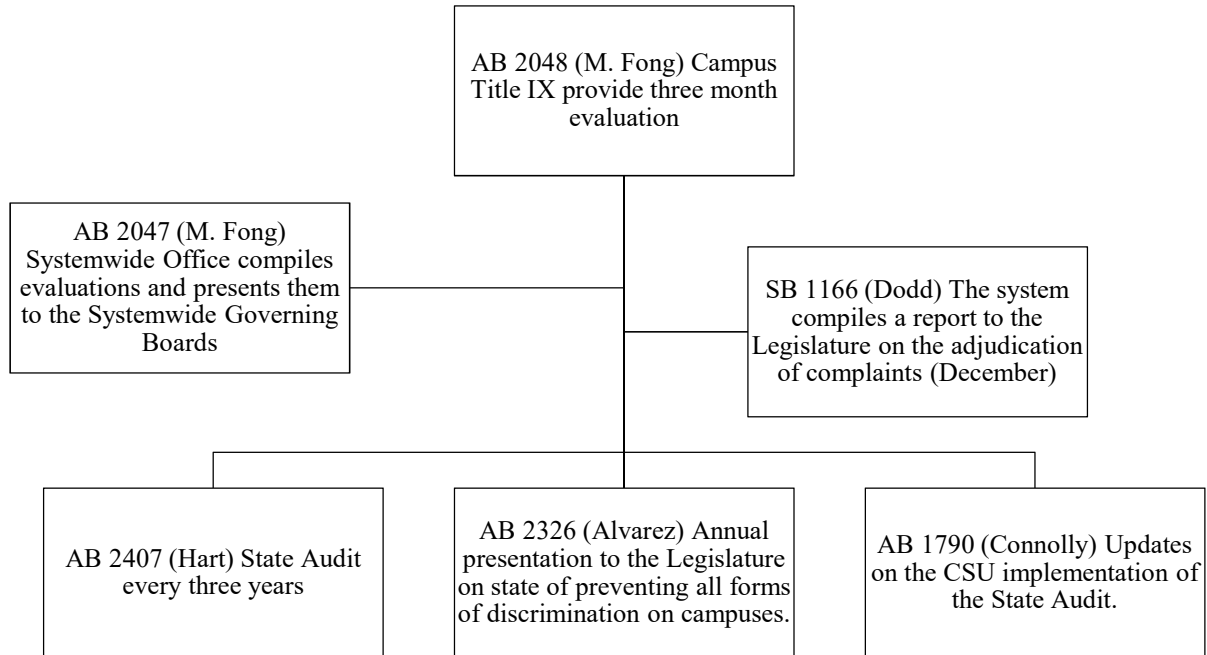 AB 2048 (M. Fong) Campus
Title IX provide three month
evaluation
AB 2047 (M. Fong)
Systemwide Office compiles
evaluations and presents them
to the Systemwide Governing
Boards
SB 1166 (Dodd) The system
compiles a report to the
Legislature on the adjudication
of complaints (December)
AB 2407 (Hart) State Audit
every three years
AB 2326 (Alvarez) Annual
presentation to the Legislature
on state of preventing all forms
of discrimination on campuses.
AB 1790 (Connolly) Updates
on the CSU implementation of
the State Audit.